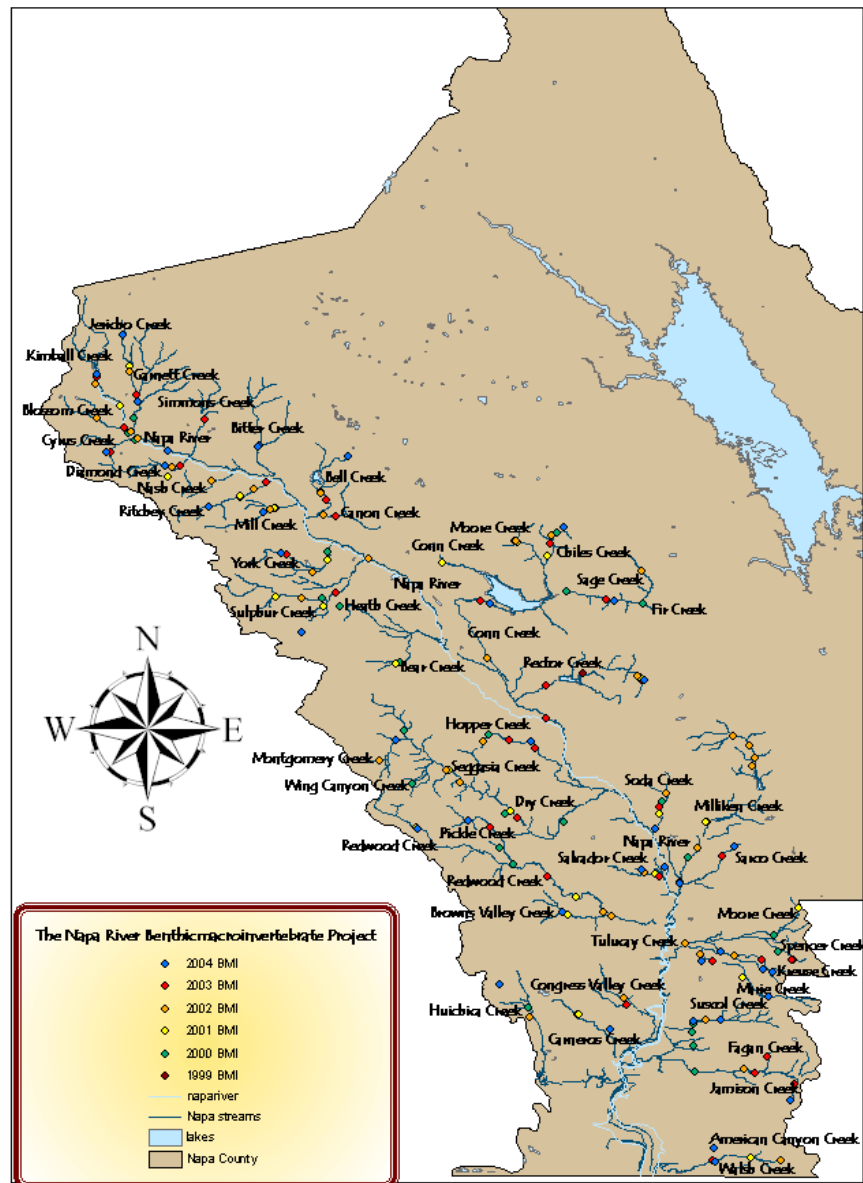 Jericho Creek
Kimball Creek
Garnett Creek
Simmons Creek
Blossom Creek
Cyrus Creek
Napa River
Bitter Creek
Diamond Creek
Nash Creek
Bell Creek
Ritchey Creek
Mill Creek
Canon Creek
Moore Creek
Conn Creek
Chiles Creek
York Creek
Napa River
Sage Creek
Sulphur Creek
Heath Creek
Fir Creek
Conn Creek
Bear Creek
Rector Creek
N
W
E
S
Hopper Creek
Montgomery Creek
Segassia Creek
Wing Canyon Creek
Soda Creek
Milliken Creek
Dry Creek
Pickle Creek
Redwood Creek
Napa River
Salvador Creek
Sarco Creek
Redwood Creek
Browns Valley Creek
Moore Creek
Tulucay Creek
Spencer Creek
Kreuse Creek
Congress Valley Creek
Murie Creek
Huichica Creek
Suscol Creek
Carneros Creek
Fagan Creek
Jamison Creek
American Canyon Creek
Walsh Creek
The Napa River Benthicmacroinvertebrate Project
2004 BMI
2003 BMI
2002 BMI
2001 BMI
2000 BMI
1999 BMI
napariver
Napa streams
lakes
Napa County